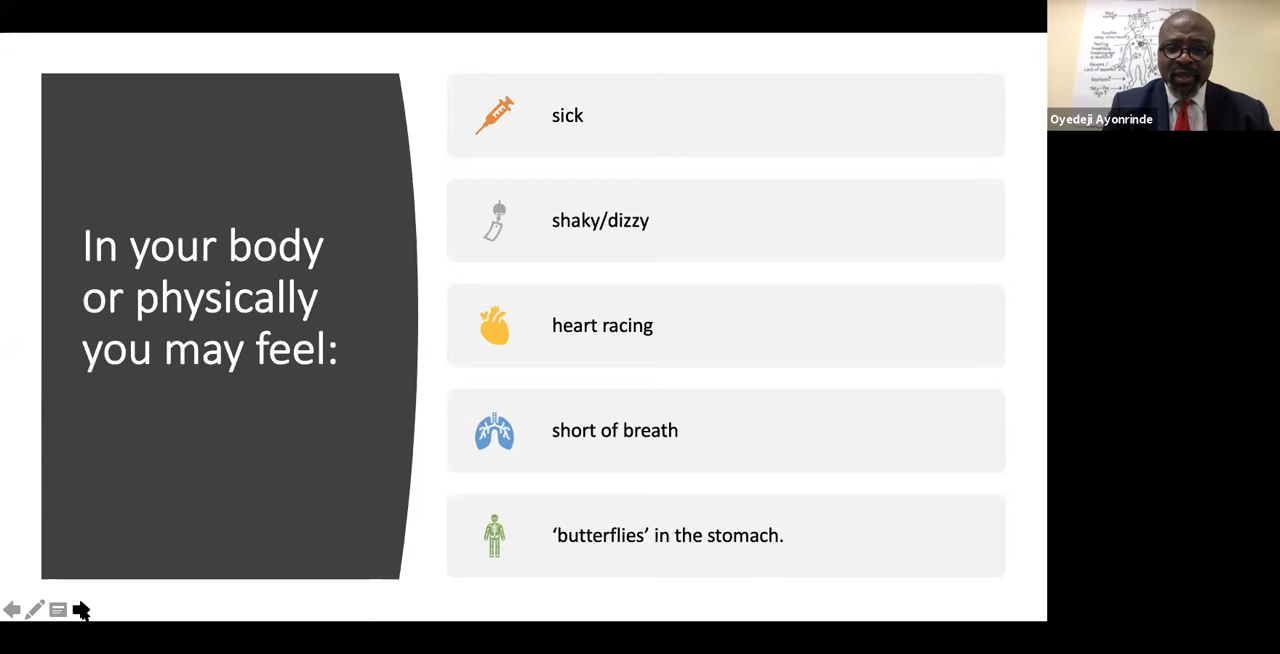 In your body
or physically
you may feel:
sick
shaky/dizzy
heart racing
short of breath
‘butterflies’ in the stomach.
Oyedeji Ayonrinde